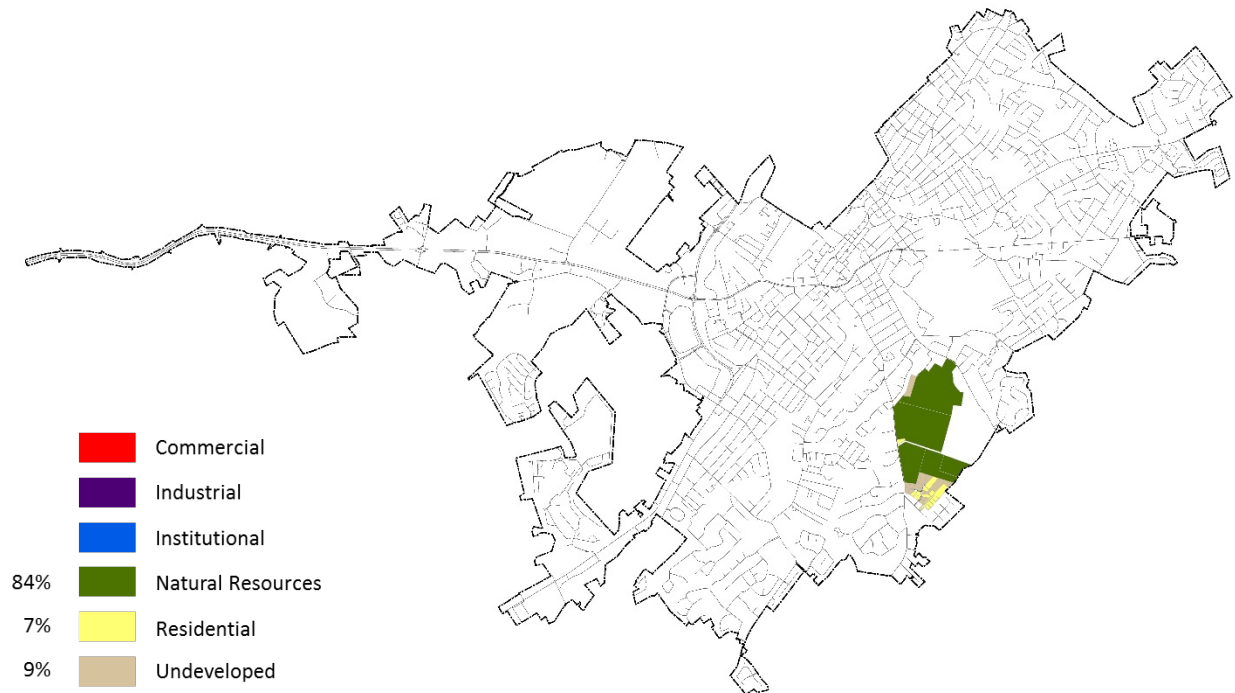 Commercial
Industrial
Institutional
84% Natural Resources
7% Residential
9% Undeveloped